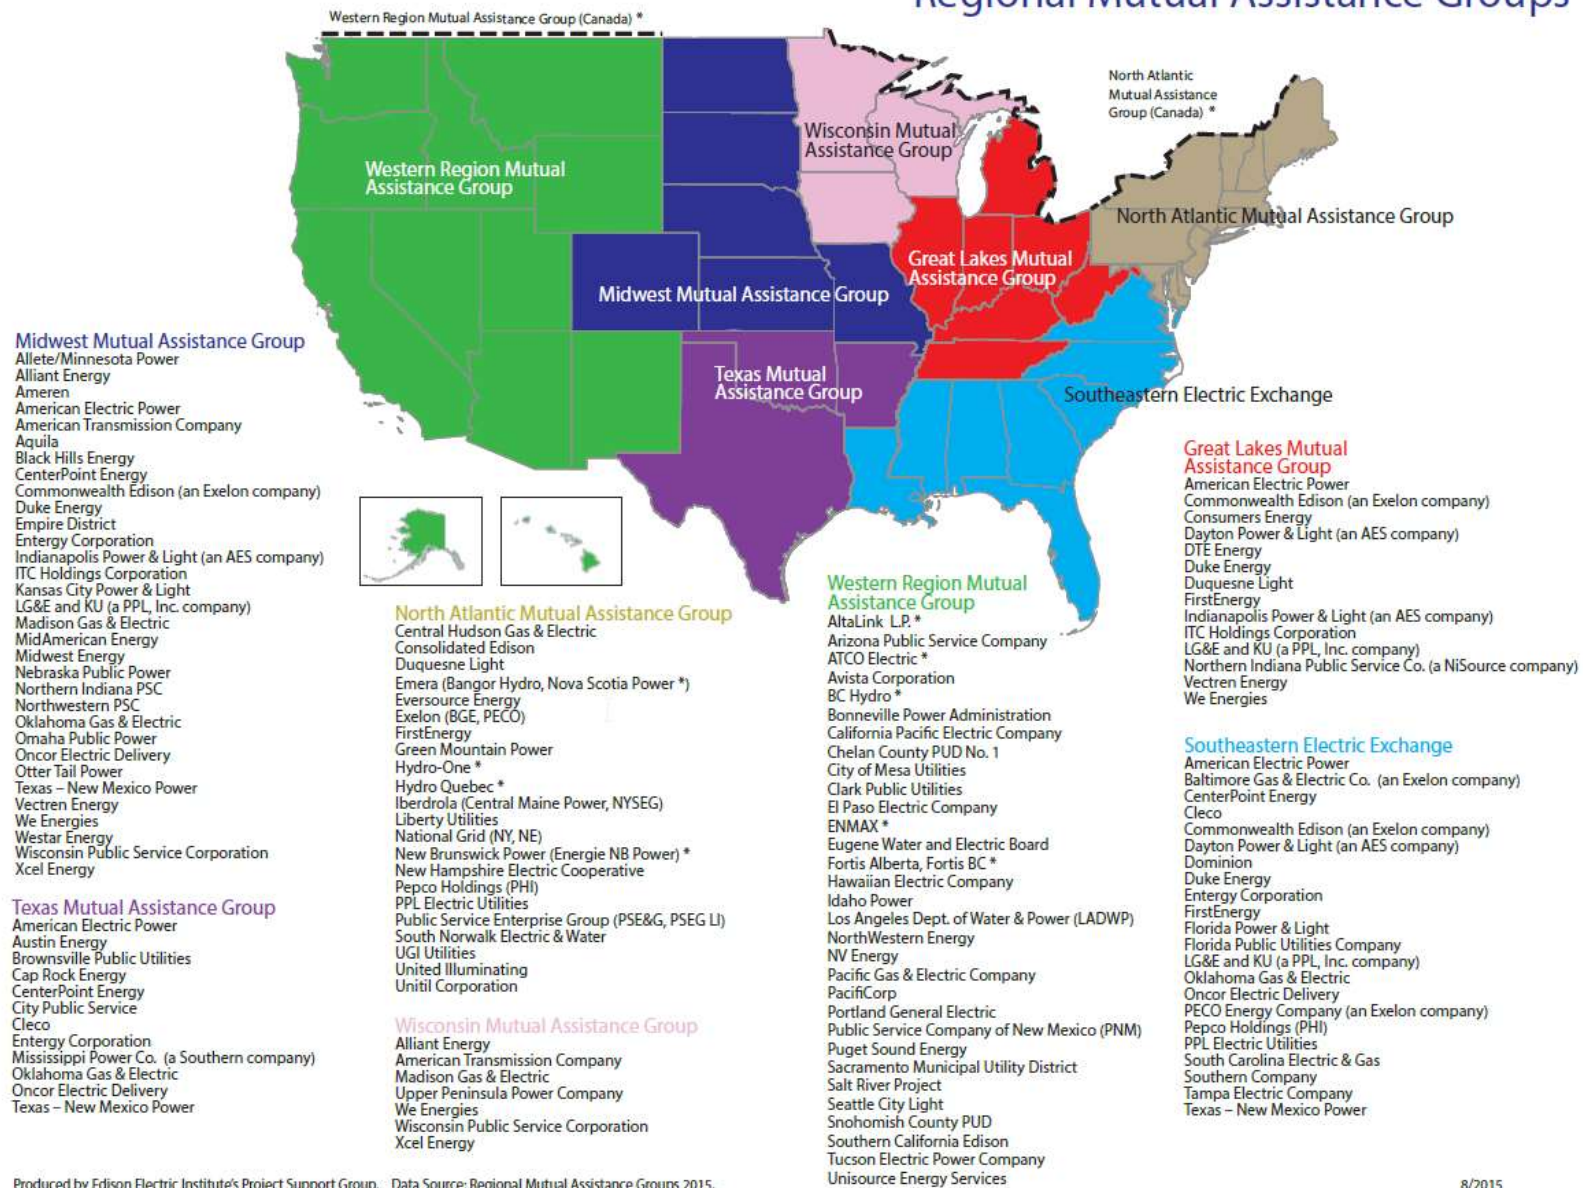 Regional Mutual Assistance Groups
Western Region Mutual Assistance Group (Canada) *
North Atlantic
Mutual Assistance
Group (Canada) *
Wisconsin Mutual
Assistance Group
Western Region Mutual
Assistance Group
North Atlantic Mutual Assistance Group
Great Lakes Mutual
Assistance Group
Midwest Mutual Assistance Group
Texas Mutual
Assistance Group
Southeastern Electric Exchange
Midwest Mutual Assistance Group
Allete/Minnesota Power
Alliant Energy
Ameren
American Electric Power
American Transmission Company
Aquila
Black Hills Energy
CenterPoint Energy
Commonwealth Edison (an Exelon company)
Duke Energy
Empire District
Entergy Corporation
Indianapolis Power & Light (an AES company)
ITC Holdings Corporation
Kansas City Power & Light
LG&E and KU (a PPL, Inc. company)
Madison Gas & Electric
MidAmerican Energy
Midwest Energy
Nebraska Public Power
Northern Indiana PSC
Northwestern PSC
Oklahoma Gas & Electric
Omaha Public Power
Oncor Electric Delivery
Otter Tail Power
Texas – New Mexico Power
Vectren Energy
We Energies
Westar Energy
Wisconsin Public Service Corporation
Xcel Energy
Texas Mutual Assistance Group
American Electric Power
Austin Energy
Brownsville Public Utilities
Cap Rock Energy
CenterPoint Energy
City Public Service
Cleco
Entergy Corporation
Mississippi Power Co. (a Southern company)
Oklahoma Gas & Electric
Oncor Electric Delivery
Texas – New Mexico Power
North Atlantic Mutual Assistance Group
Central Hudson Gas & Electric
Consolidated Edison
Duquesne Light
Emera (Bangor Hydro, Nova Scotia Power *)
Eversource Energy
Exelon (BGE, PECO)
FirstEnergy
Green Mountain Power
Hydro-One *
Hydro Quebec *
Iberdrola (Central Maine Power, NYSEG)
Liberty Utilities
National Grid (NY, NE)
New Brunswick Power (Energie NB Power) *
New Hampshire Electric Cooperative
Pepco Holdings (PHI)
PPL Electric Utilities
Public Service Enterprise Group (PSE&G, PSEG LI)
South Norwalk Electric & Water
UGI Utilities
United Illuminating
Unitil Corporation
Wisconsin Mutual Assistance Group
Alliant Energy
American Transmission Company
Madison Gas & Electric
Upper Peninsula Power Company
We Energies
Wisconsin Public Service Corporation
Xcel Energy
Western Region Mutual
Assistance Group
AltaLink L.P. *
Arizona Public Service Company
ATCO Electric *
Avista Corporation
BC Hydro *
Bonneville Power Administration
California Pacific Electric Company
Chelan County PUD No. 1
City of Mesa Utilities
Clark Public Utilities
El Paso Electric Company
ENMAX *
Eugene Water and Electric Board
Fortis Alberta, Fortis BC *
Hawaiian Electric Company
Idaho Power
Los Angeles Dept. of Water & Power (LADWP)
NorthWestern Energy
NV Energy
Pacific Gas & Electric Company
PacifiCorp
Portland General Electric
Public Service Company of New Mexico (PNM)
Puget Sound Energy
Sacramento Municipal Utility District
Salt River Project
Seattle City Light
Snohomish County PUD
Southern California Edison
Tucson Electric Power Company
Unisource Energy Services
Great Lakes Mutual
Assistance Group
American Electric Power
Commonwealth Edison (an Exelon company)
Consumers Energy
Dayton Power & Light (an AES company)
DTE Energy
Duke Energy
Duquesne Light
FirstEnergy
Indianapolis Power & Light (an AES company)
ITC Holdings Corporation
LG&E and KU (a PPL, Inc. company)
Northern Indiana Public Service Co. (a NiSource company)
Vectren Energy
We Energies
Southeastern Electric Exchange
American Electric Power
Baltimore Gas & Electric Co. (an Exelon company)
CenterPoint Energy
Cleco
Commonwealth Edison (an Exelon company)
Dayton Power & Light (an AES company)
Dominion
Duke Energy
Entergy Corporation
FirstEnergy
Florida Power & Light
Florida Public Utilities Company
LG&E and KU (a PPL, Inc. company)
Oklahoma Gas & Electric
Oncor Electric Delivery
PECO Energy Company (an Exelon company)
Pepco Holdings (PHI)
PPL Electric Utilities
South Carolina Electric & Gas
Southern Company
Tampa Electric Company
Texas – New Mexico Power
Produced by Edison Electric Institute's Project Support Group. Data Source: Regional Mutual Assistance Groups 2015.
8/2015